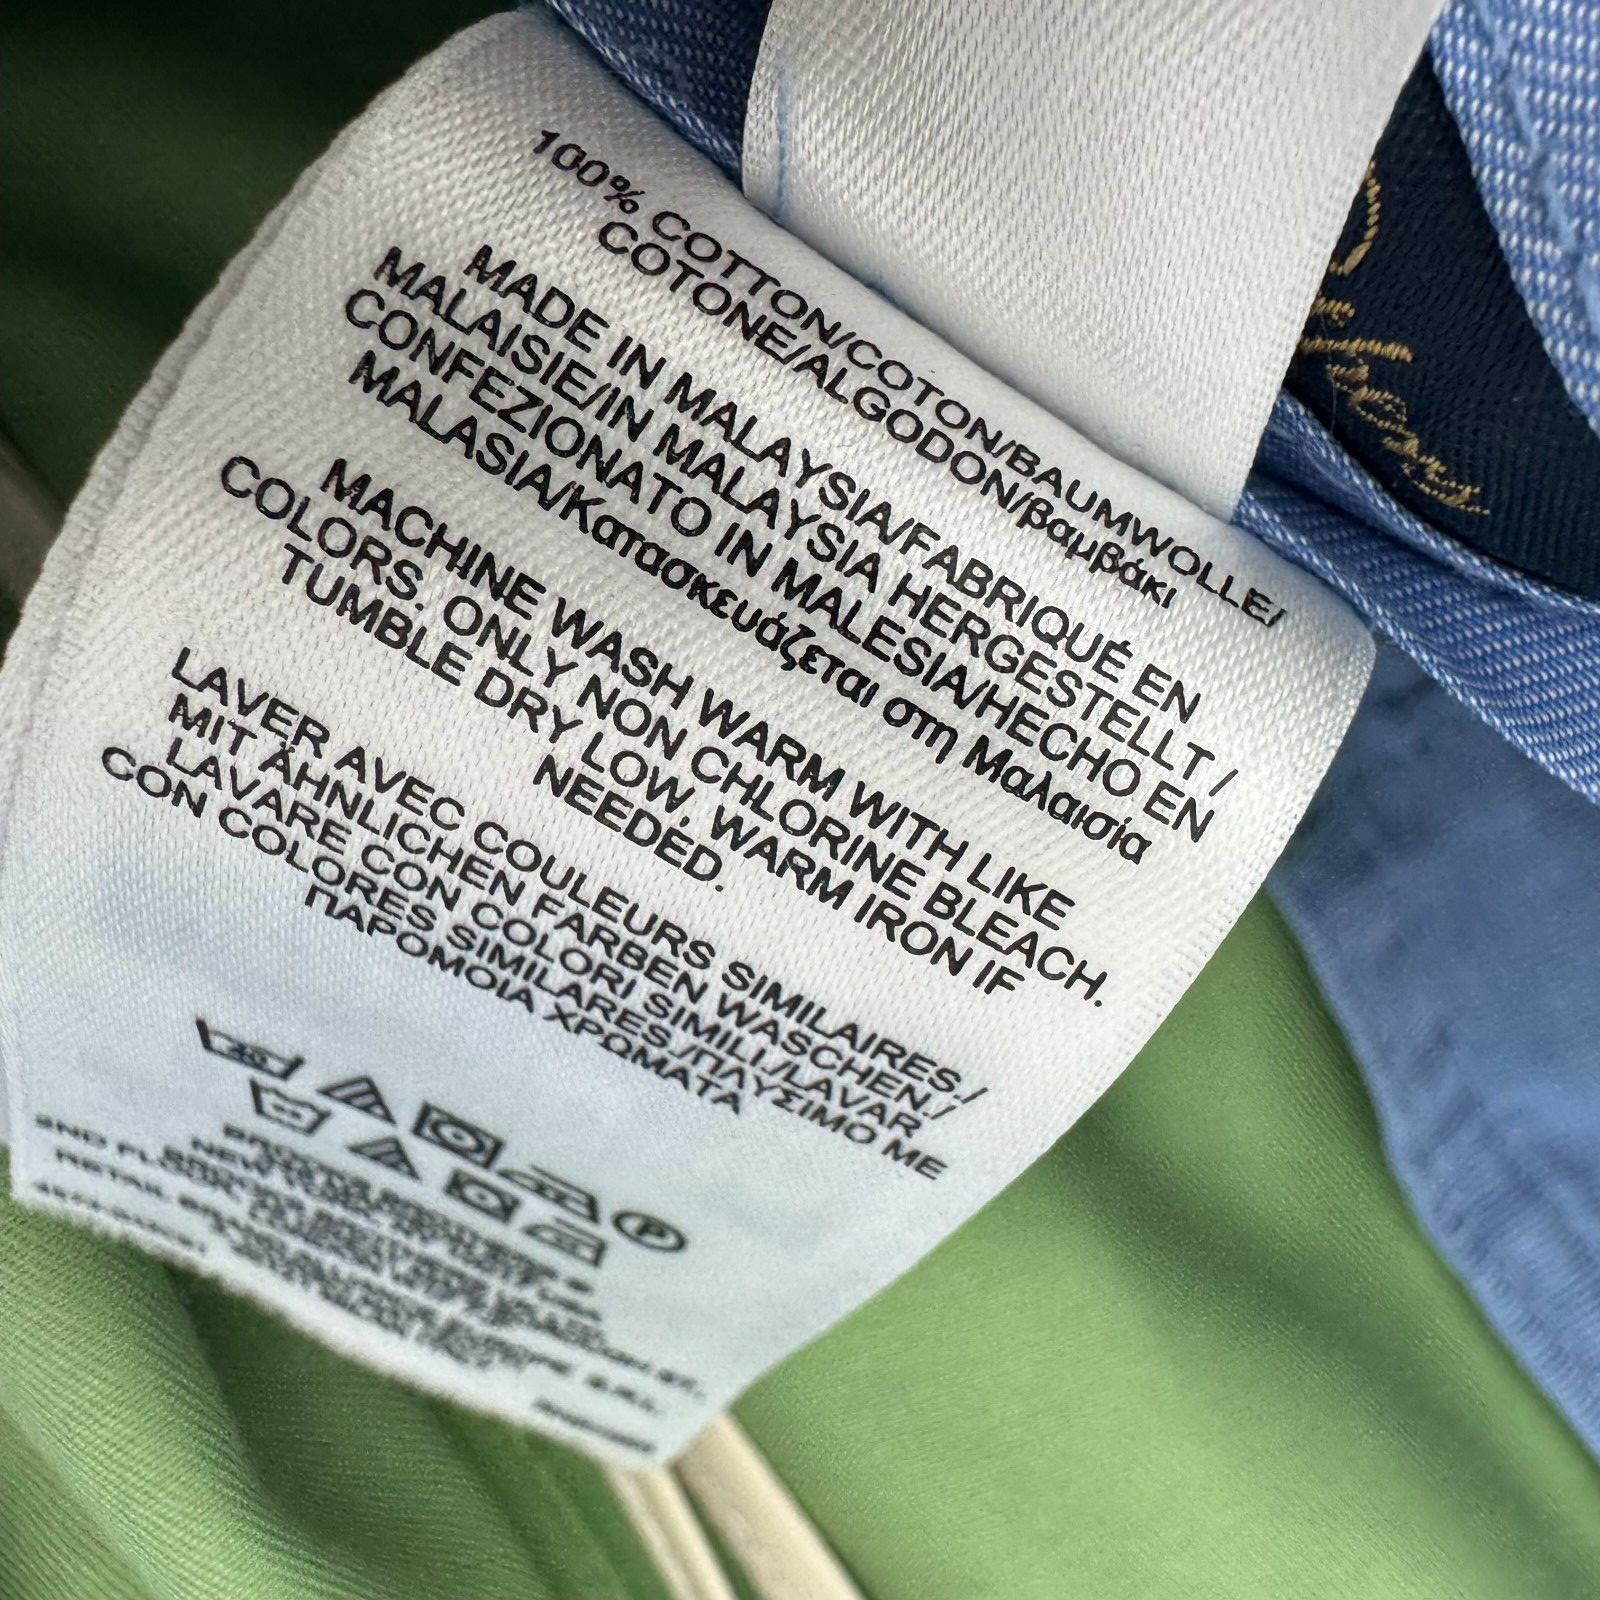 100% COTTON/COTON/BAUMWOLLE/
COTONE/ALGODON/βαμβάκι
MADE IN MALAYSIA/FABRIQUÉ EN
MALAISIE/IN MALAYSIA HERGESTELLT /
CONFEZIONATO IN MALESIA/HECHO EN
MALASIA/Κατασκευάζεται στη Μαλαισία
MACHINE WASH WARM WITH LIKE
COLORS. ONLY NON CHLORINE BLEACH.
TUMBLE DRY LOW, WARM IRON IF
NEEDED.
LAVER AVEC COULEURS SIMILAIRES./
MIT ÄHNLICHEN FARBEN WASCHEN./
LAVARE CON COLORI SIMILI./LAVAR
CON COLORES SIMILARES./ΠΛΥΣΙΜΟ ΜΕ
ΠΑΡΟΜΟΙΑ ΧΡΩΜΑΤΑ
P
2ND FLOOR,
RETAIL